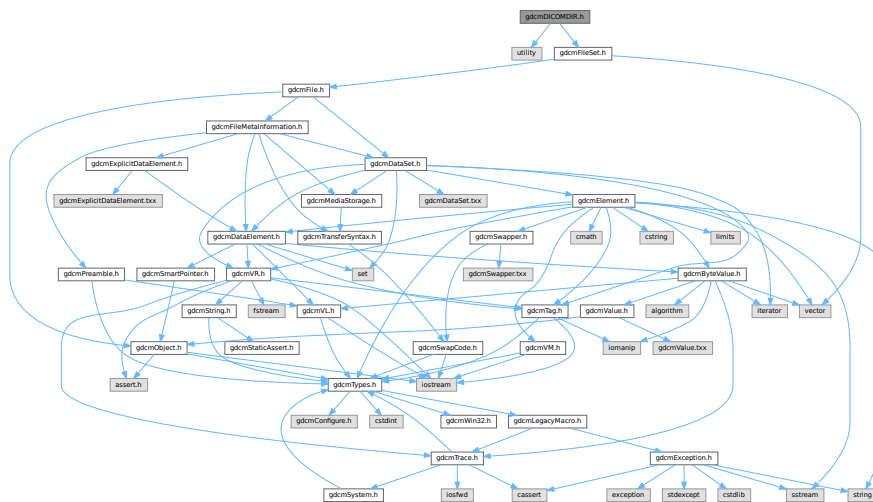 gdcmDICOMDIR.h
utility
gdcmFileSet.h
gdcmFile.h
gdcmFileMetaInformation.h
gdcmExplicitDataElement.h
gdcmDataSet.h
gdcmExplicitDataElement.txx
gdcmMediaStorage.h
gdcmDataSet.txx
gdcmElement.h
gdcmDataElement.h
gdcmTransferSyntax.h
gdcmSwapper.h
cmath
cstring
limits
gdcmPreamble.h
gdcmSmartPointer.h
gdcmVR.h
set
gdcmSwapper.txx
gdcmByteValue.h
gdcmString.h
fstream
gdcmVL.h
gdcmTag.h
gdcmValue.h
algorithm
iterator
vector
gdcmObject.h
gdcmStaticAssert.h
gdcmSwapCode.h
gdcmVM.h
iomanip
gdcmValue.txx
assert.h
gdcmTypes.h
iostream
gdcmConfigure.h
cstdint
gdcmWin32.h
gdcmLegacyMacro.h
gdcmTrace.h
gdcmException.h
gdcmSystem.h
iosfwd
cassert
exception
stdexcept
cstdlib
sstream
string